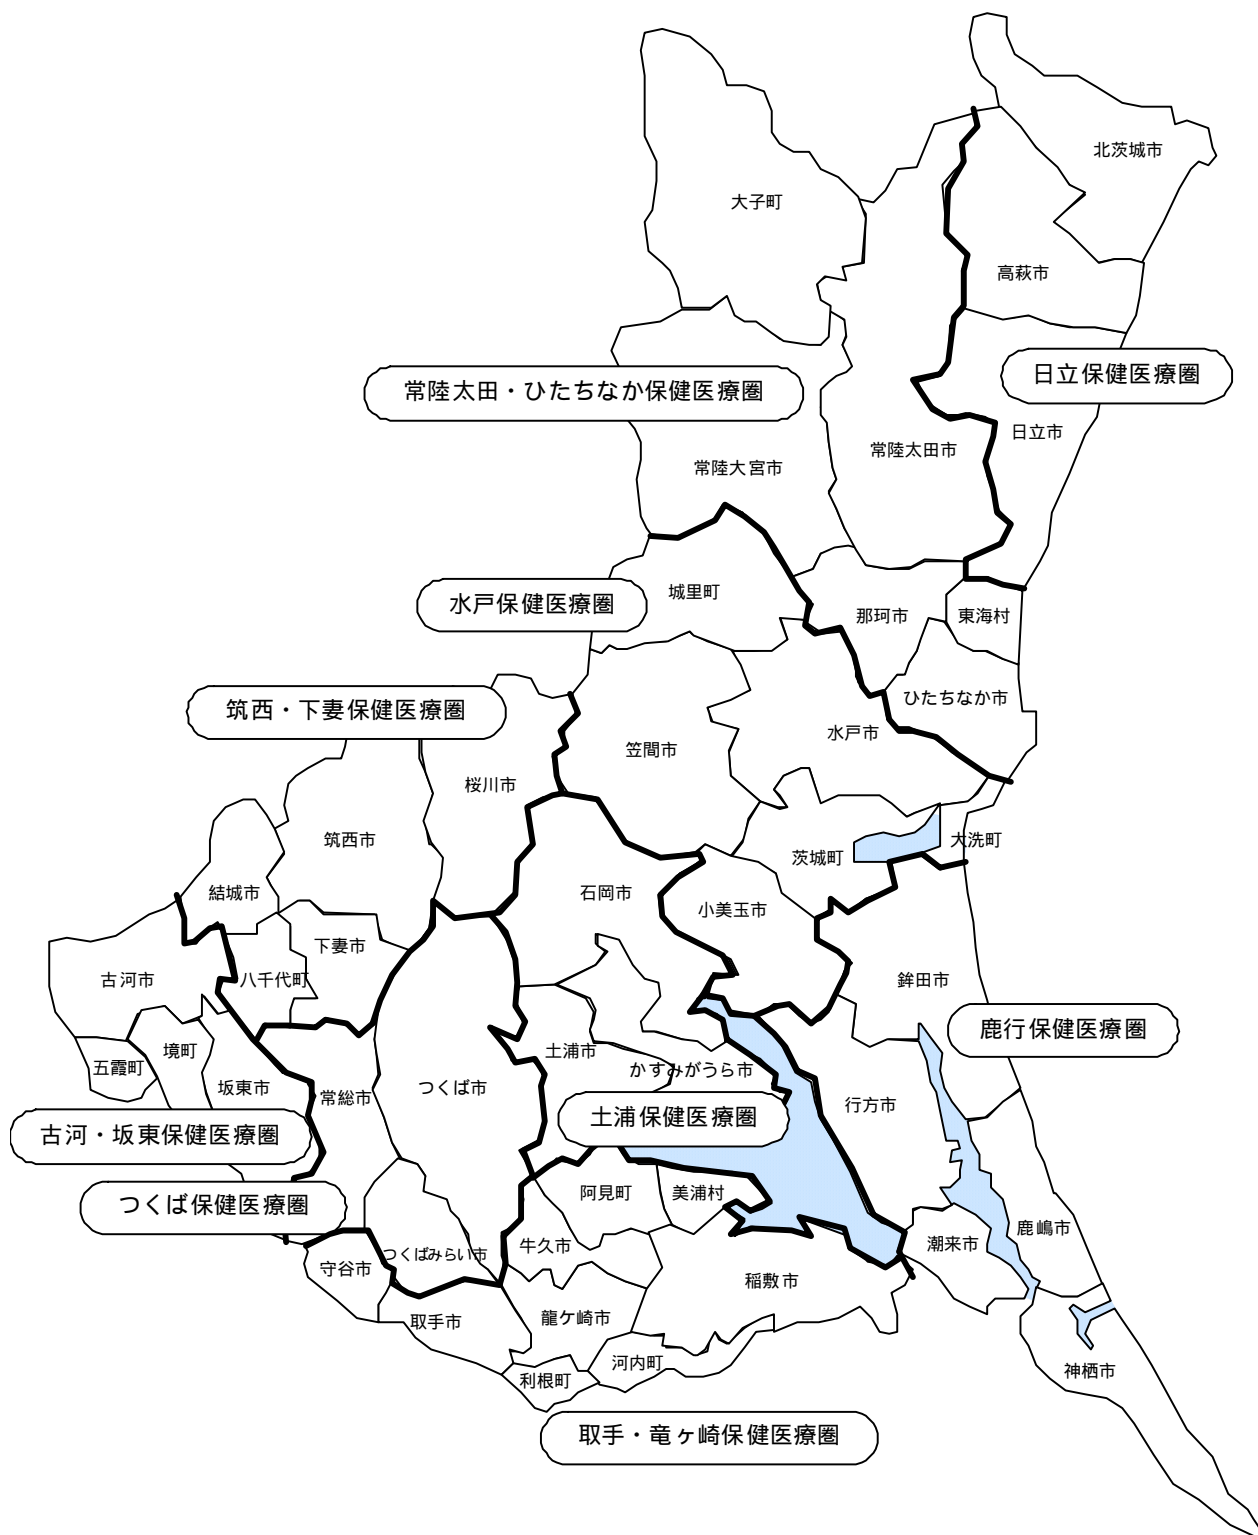 北茨城市
大子町
高萩市
日立保健医療圏
常陸太田・ひたちなか保健医療圏
日立市
常陸太田市
常陸大宮市
城里町
水戸保健医療圏
那珂市
東海村
ひたちなか市
筑西・下妻保健医療圏
水戸市
笠間市
桜川市
筑西市
大洗町
茨城町
結城市
石岡市
小美玉市
下妻市
古河市
八千代町
鉾田市
鹿行保健医療圏
境町
土浦市
五霞町
坂東市
つくば市
かすみがうら市
常総市
行方市
土浦保健医療圏
古河・坂東保健医療圏
つくば保健医療圏
阿見町
美浦村
鹿嶋市
潮来市
牛久市
つくばみらい市
守谷市
稲敷市
取手市
龍ケ崎市
河内町
神栖市
利根町
取手・竜ヶ崎保健医療圏